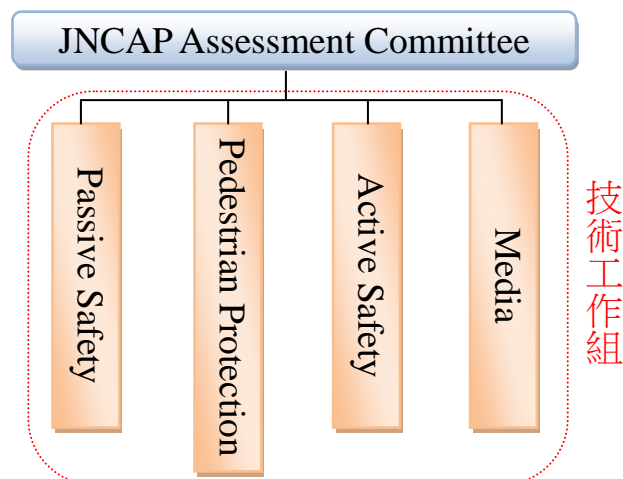 JNCAP Assessment Committee
Passive Safety
Pedestrian Protection
Active Safety
Media
技術工作組